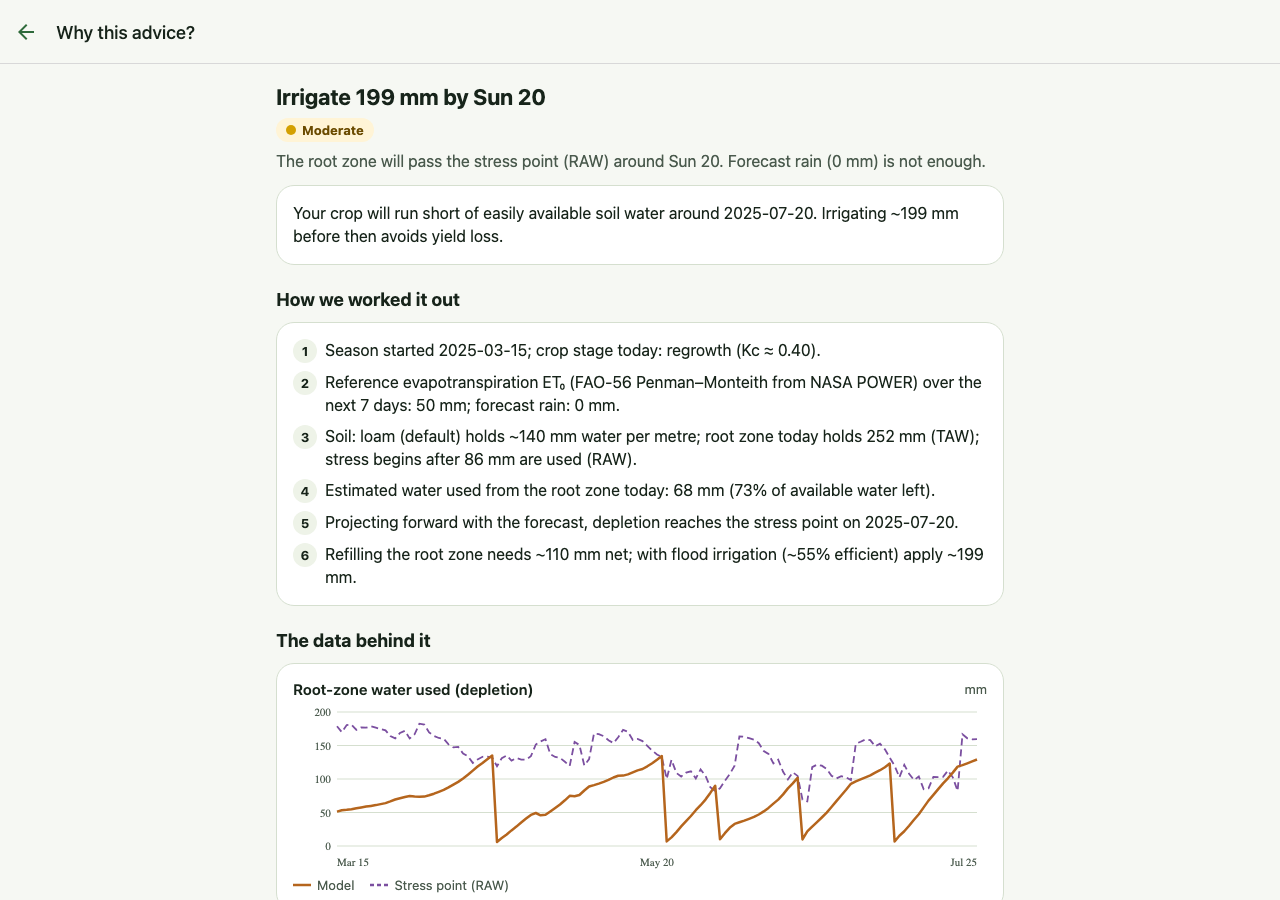 Why this advice?
Irrigate 199 mm by Sun 20
Moderate
The root zone will pass the stress point (RAW) around Sun 20. Forecast rain (0 mm) is not enough.
Your crop will run short of easily available soil water around 2025-07-20. Irrigating ~199 mm
before then avoids yield loss.
How we worked it out
1 Season started 2025-03-15; crop stage today: regrowth (Kc ≈ 0.40).
2 Reference evapotranspiration ET₀ (FAO-56 Penman–Monteith from NASA POWER) over the
next 7 days: 50 mm; forecast rain: 0 mm.
3 Soil: loam (default) holds ~140 mm water per metre; root zone today holds 252 mm (TAW);
stress begins after 86 mm are used (RAW).
4 Estimated water used from the root zone today: 68 mm (73% of available water left).
5 Projecting forward with the forecast, depletion reaches the stress point on 2025-07-20.
6 Refilling the root zone needs ~110 mm net; with flood irrigation (~55% efficient) apply ~199
mm.
The data behind it
Root-zone water used (depletion) mm
200
150
100
50
0
Mar 15 May 20 Jul 25
Model Stress point (RAW)